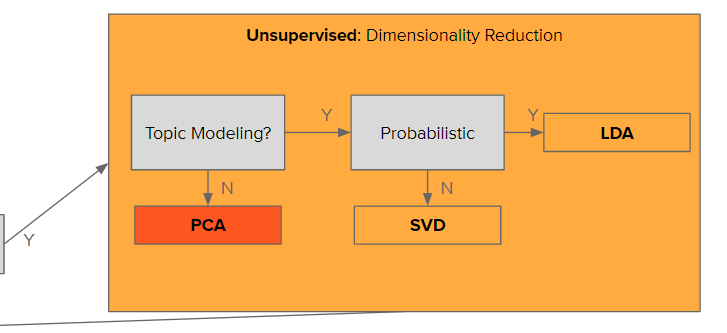 Unsupervised: Dimensionality Reduction
Topic Modeling?
Y
Probabilistic
Y
LDA
N
N
PCA
SVD
Y